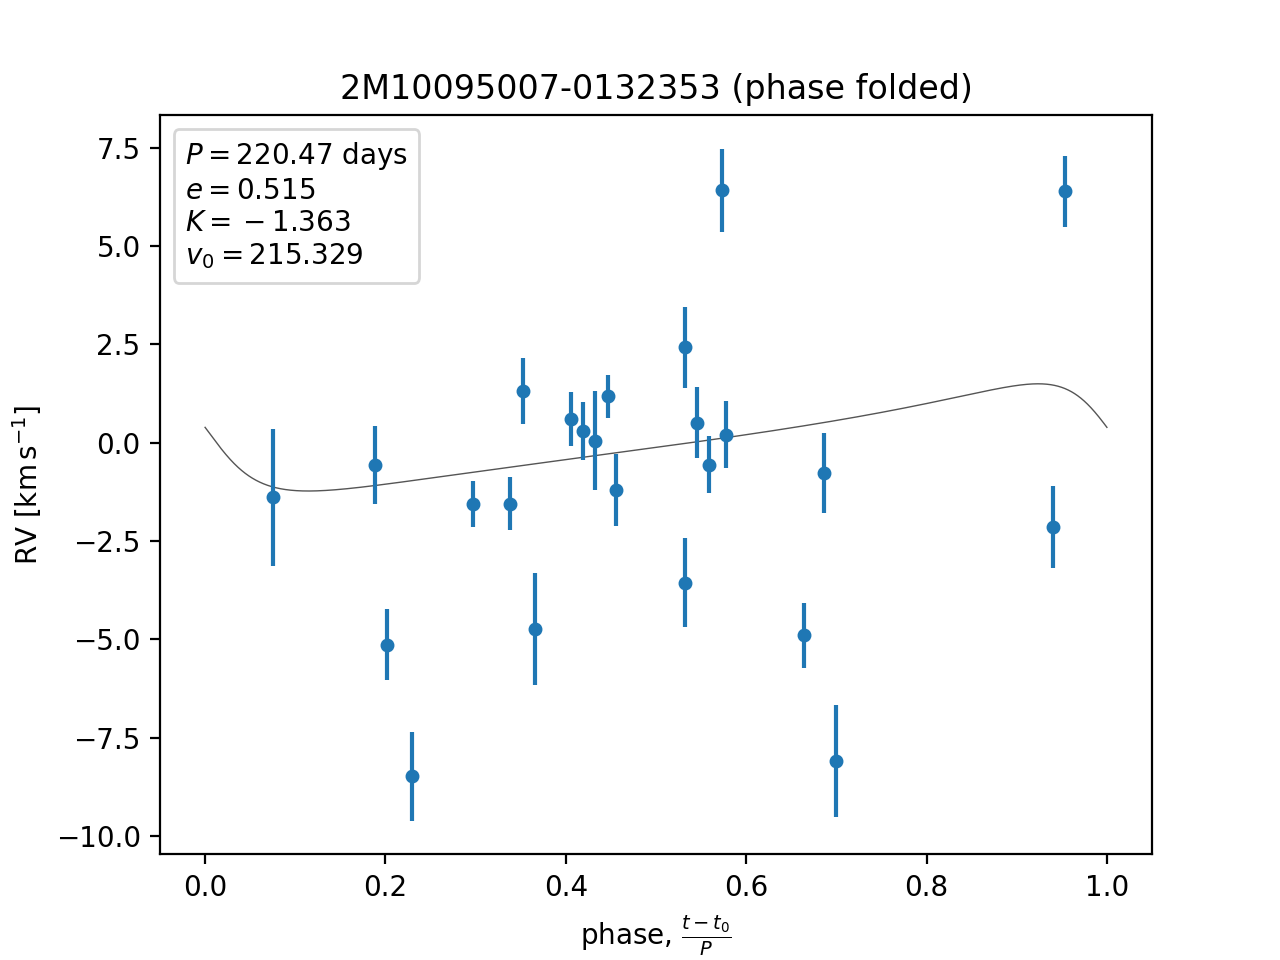 2M10095007-0132353 (phase folded)
P = 220.47 days
e = 0.515
K = −1.363
v₀ = 215.329
7.5
5.0
2.5
0.0
−2.5
−5.0
−7.5
−10.0
RV [km s⁻¹]
0.0 0.2 0.4 0.6 0.8 1.0
phase, (t − t₀)/P